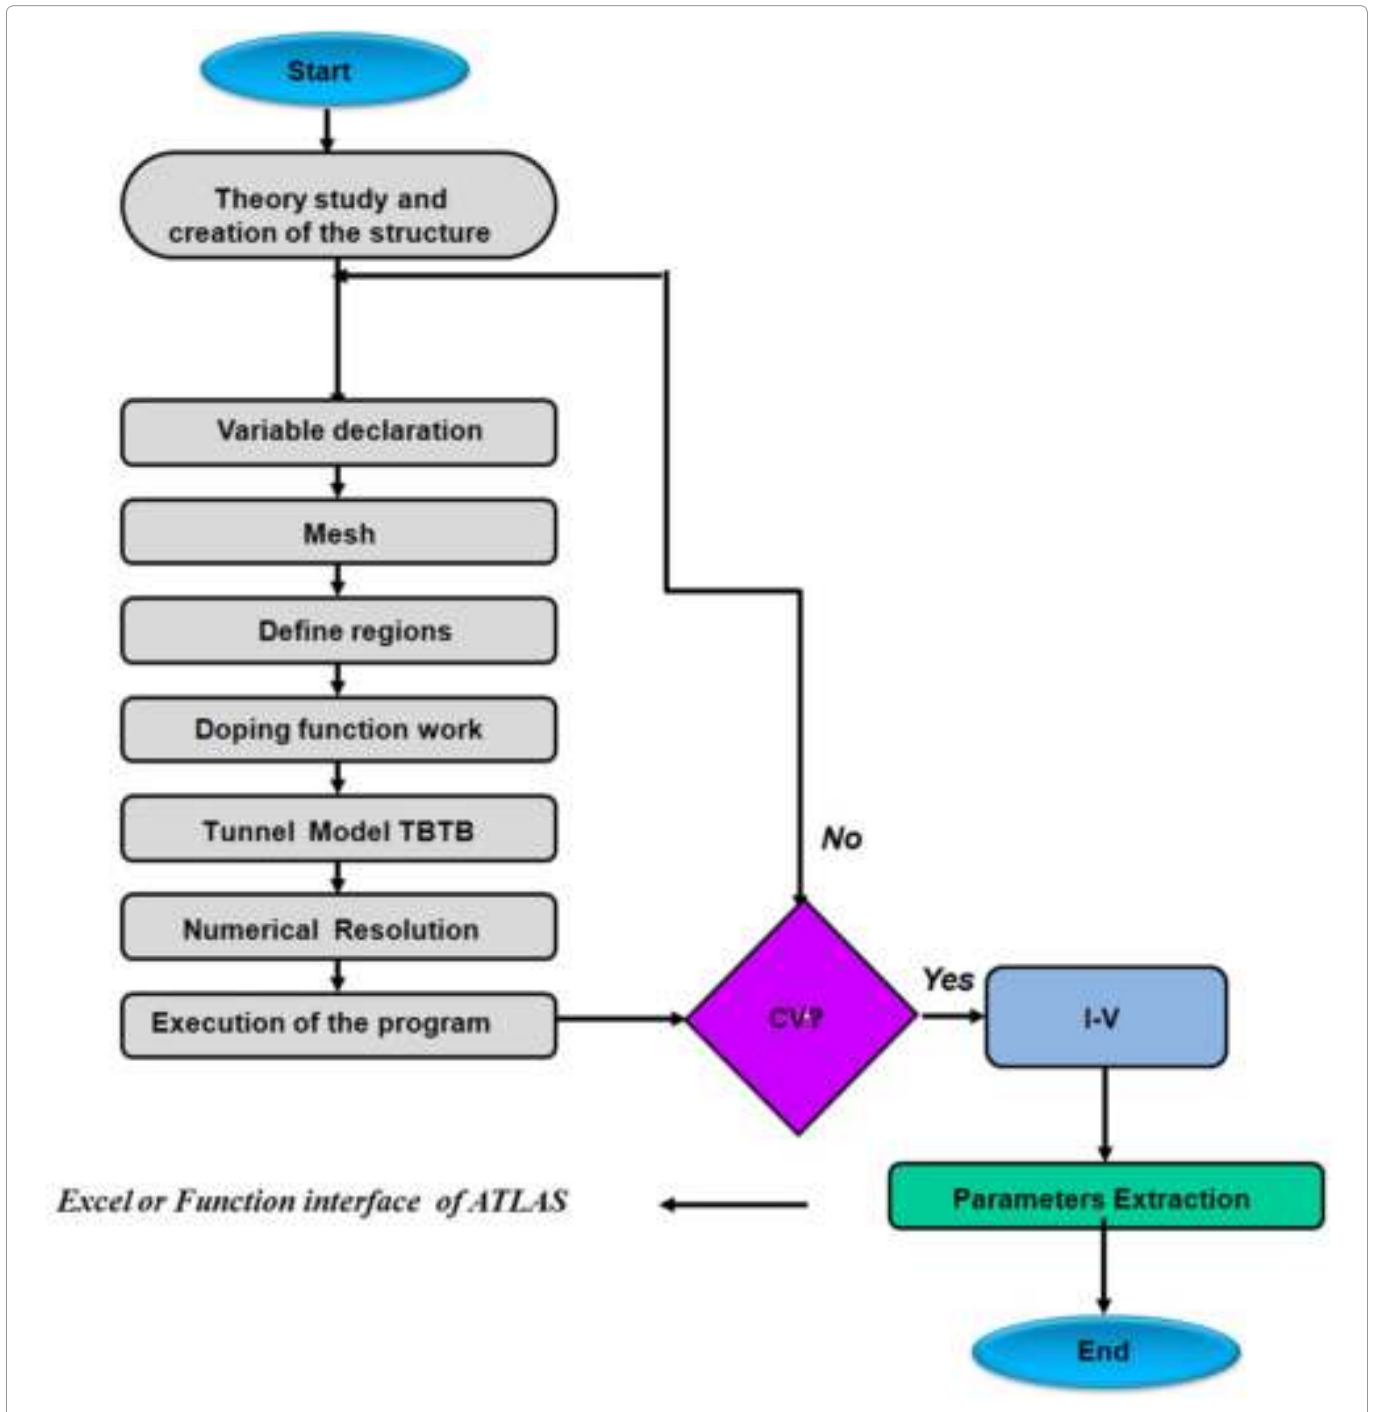 Start
Theory study and
creation of the structure
Variable declaration
Mesh
Define regions
Doping function work
Tunnel Model TBTB
Numerical Resolution
Execution of the program
No
CV?
Yes
I-V
Parameters Extraction
Excel or Function interface of ATLAS
End